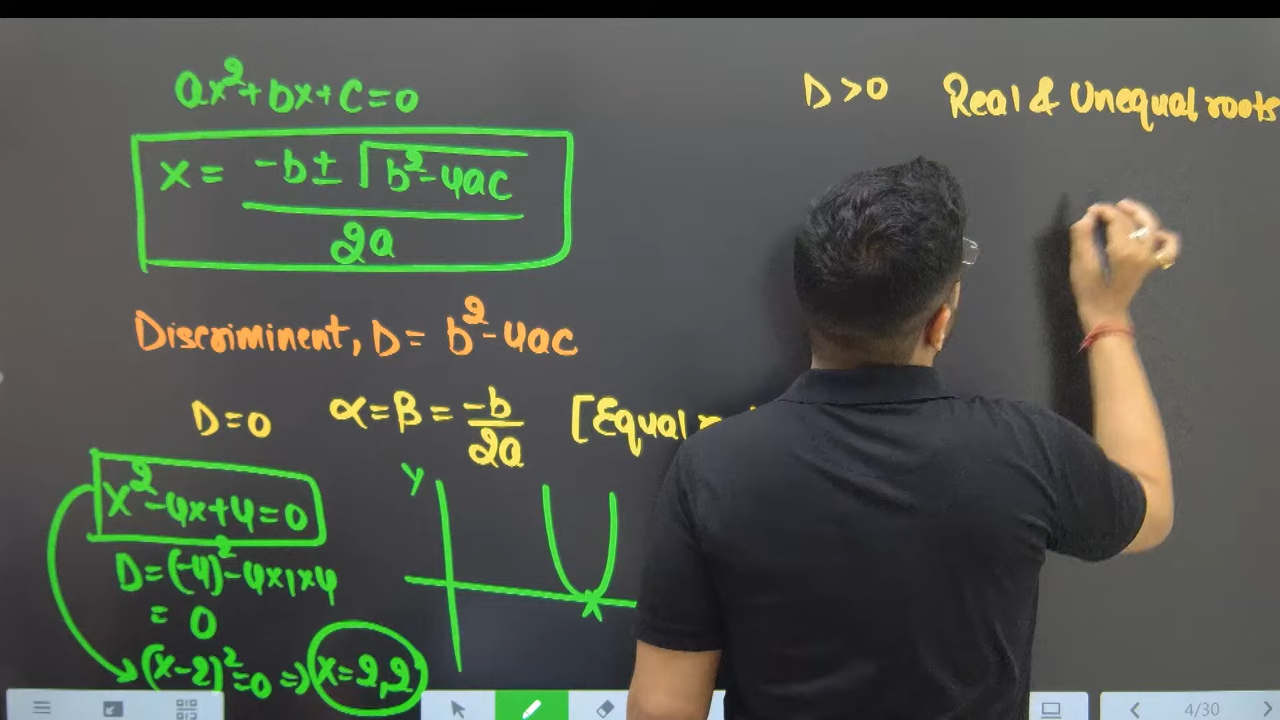 ax²+bx+c=0
x = -b±√b²-4ac / 2a
Discriminent, D = b²-4ac
D=0 α=β= -b/2a [Equal
x²-4x+4=0
D=(-4)²-4×1×4
= 0
(x-2)²=0 ⇒ x=2,2
Y
D>0 Real & Unequal roots
4/30